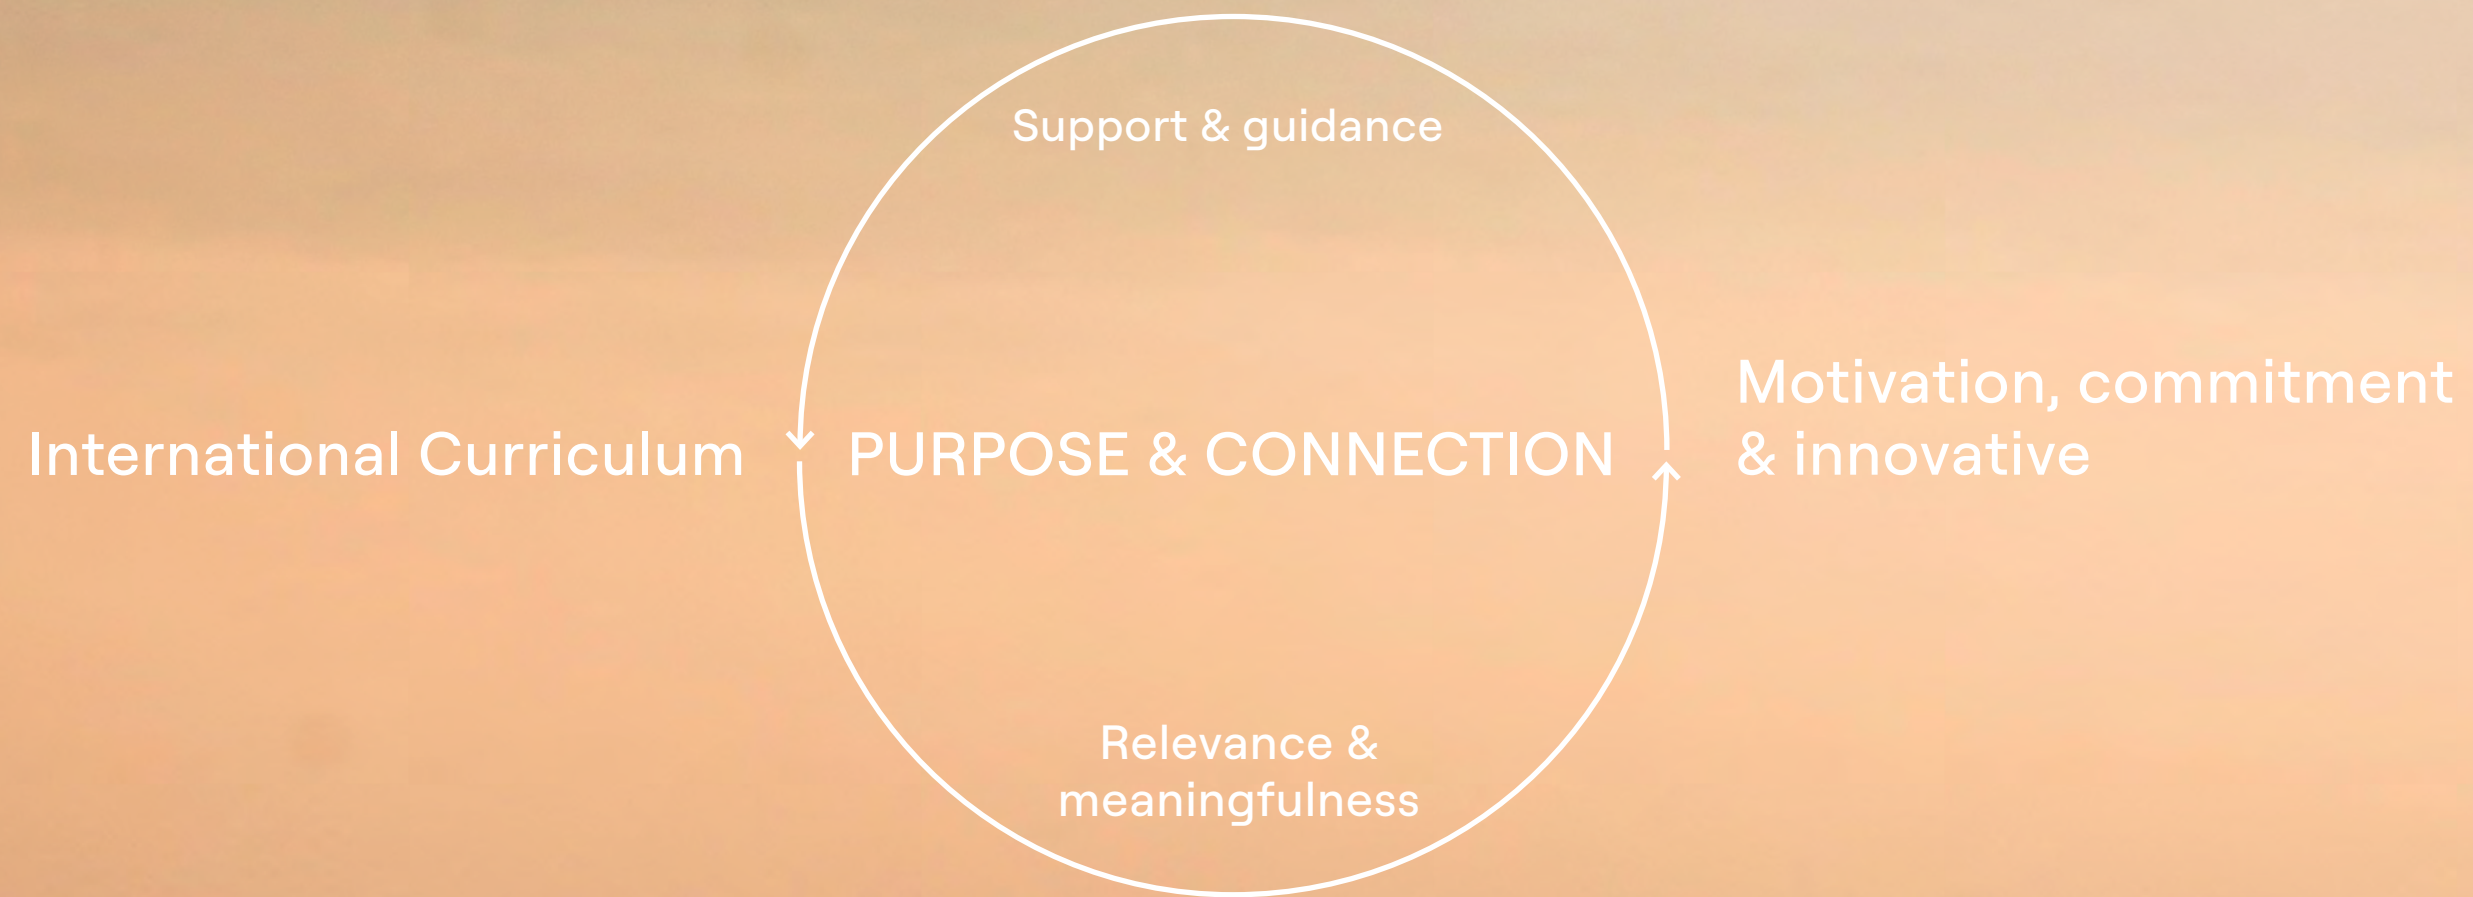 Support & guidance
International Curriculum
PURPOSE & CONNECTION
Motivation, commitment
& innovative
Relevance &
meaningfulness